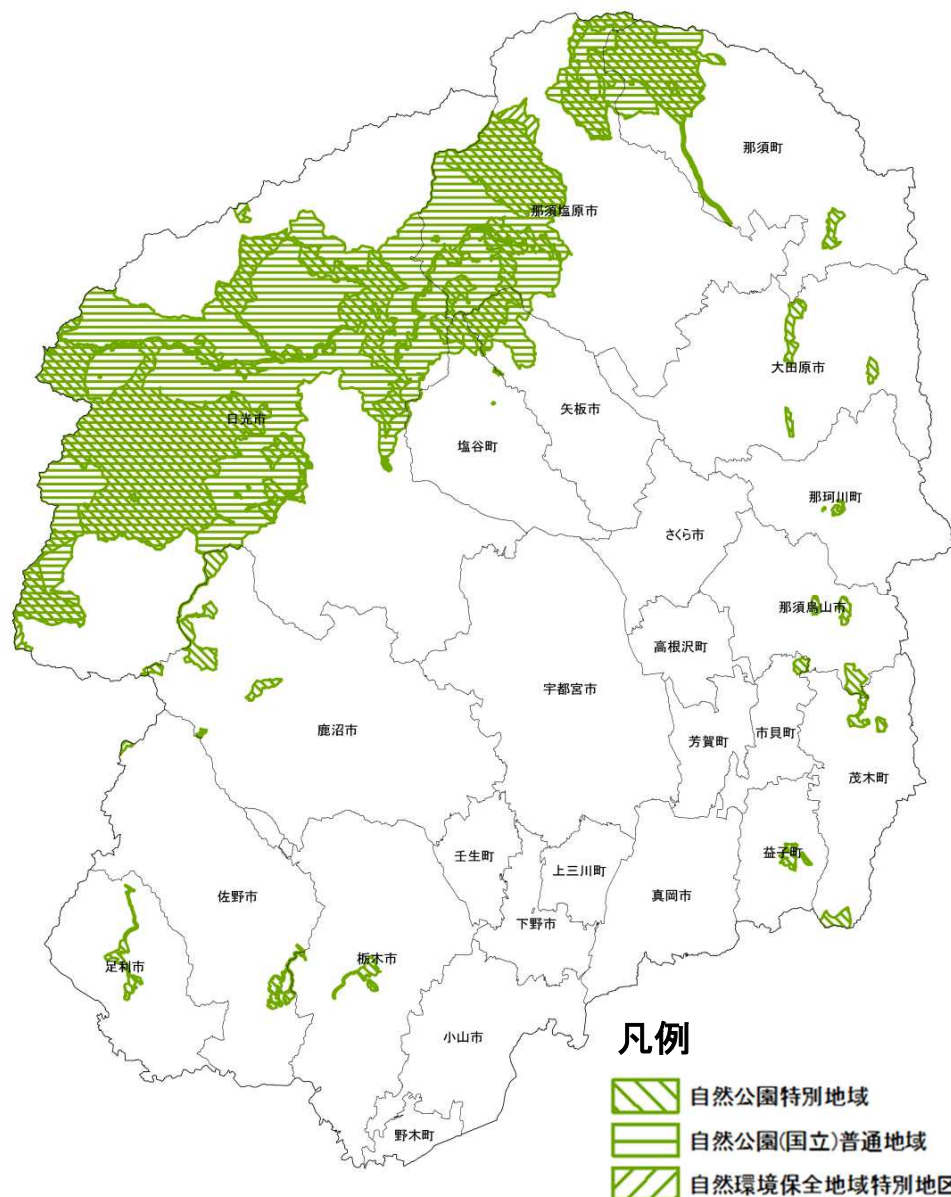 那須町
那須塩原市
大田原市
日光市
矢板市
塩谷町
那珂川町
さくら市
那須烏山市
高根沢町
宇都宮市
鹿沼市
芳賀町
市貝町
茂木町
壬生町
上三川町
益子町
佐野市
真岡市
下野市
足利市
栃木市
小山市
野木町
凡例
自然公園特別地域
自然公園(国立)普通地域
自然環境保全地域特別地区